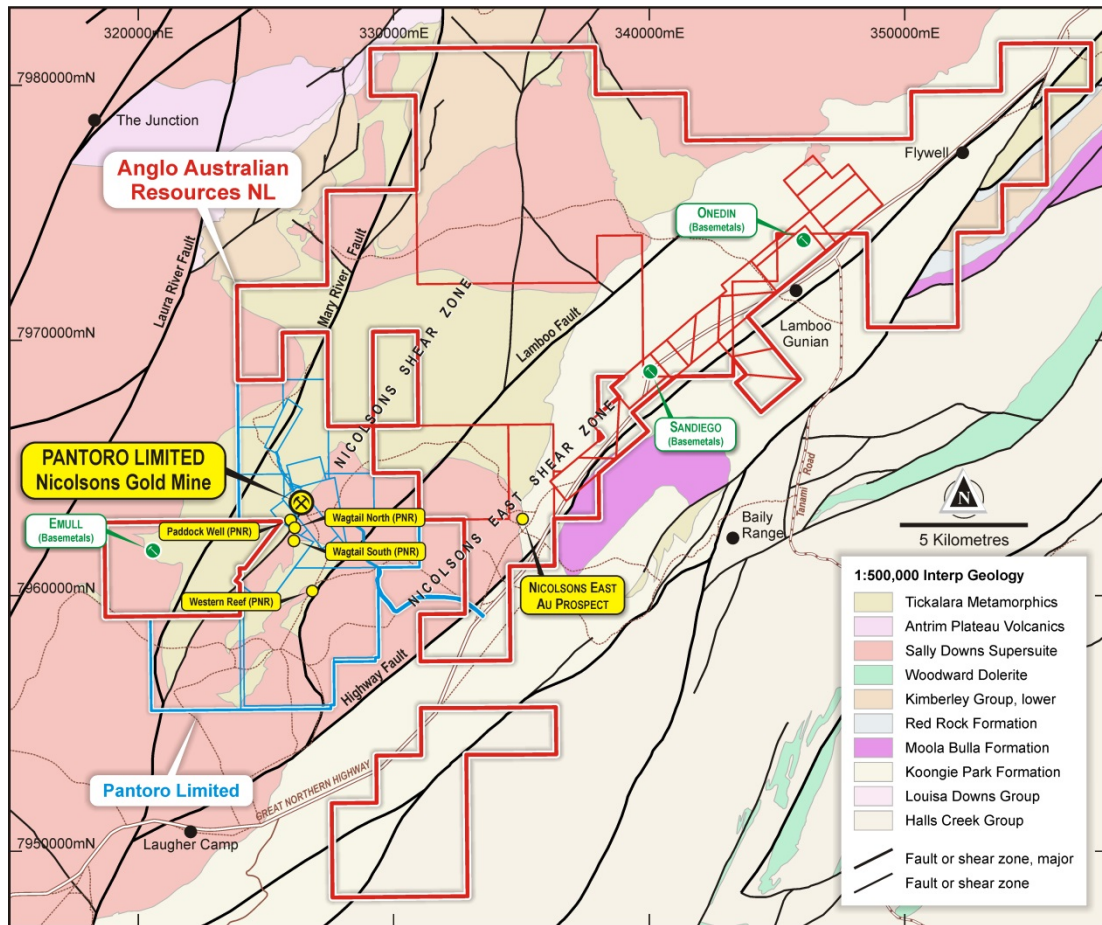 320000mE
330000mE
340000mE
350000mE
7980000mN
7970000mN
7960000mN
7950000mN
The Junction
Anglo Australian
Resources NL
Flywell
ONEDIN
(Basemetals)
Laura River Fault
Mary River Fault
NICOLSONS SHEAR ZONE
Lamboo Fault
Lamboo
Gunian
SANDIEGO
(Basemetals)
NICOLSONS EAST SHEAR ZONE
Tanami Road
PANTORO LIMITED
Nicolsons Gold Mine
EMULL
(Basemetals)
Paddock Well (PNR)
Wagtail North (PNR)
Wagtail South (PNR)
Western Reef (PNR)
NICOLSONS EAST
AU PROSPECT
Baily
Range
N
5 Kilometres
Highway Fault
Pantoro Limited
GREAT NORTHERN HIGHWAY
Laugher Camp
1:500,000 Interp Geology
Tickalara Metamorphics
Antrim Plateau Volcanics
Sally Downs Supersuite
Woodward Dolerite
Kimberley Group, lower
Red Rock Formation
Moola Bulla Formation
Koongie Park Formation
Louisa Downs Group
Halls Creek Group
Fault or shear zone, major
Fault or shear zone